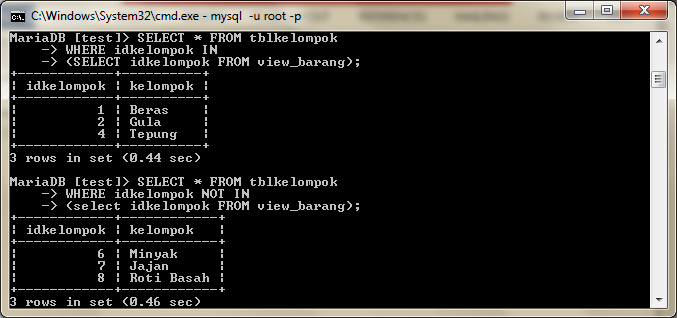 C:\Windows\System32\cmd.exe - mysql  -u root -p
MariaDB [test]> SELECT * FROM tblkelompok
    -> WHERE idkelompok IN
    -> (SELECT idkelompok FROM view_barang);
+------------+-----------+
| idkelompok | kelompok  |
+------------+-----------+
|          1 | Beras     |
|          2 | Gula      |
|          4 | Tepung    |
+------------+-----------+
3 rows in set (0.44 sec)
MariaDB [test]> SELECT * FROM tblkelompok
    -> WHERE idkelompok NOT IN
    -> (select idkelompok FROM view_barang);
+------------+------------+
| idkelompok | kelompok   |
+------------+------------+
|          6 | Minyak     |
|          7 | Jajan      |
|          8 | Roti Basah |
+------------+------------+
3 rows in set (0.46 sec)